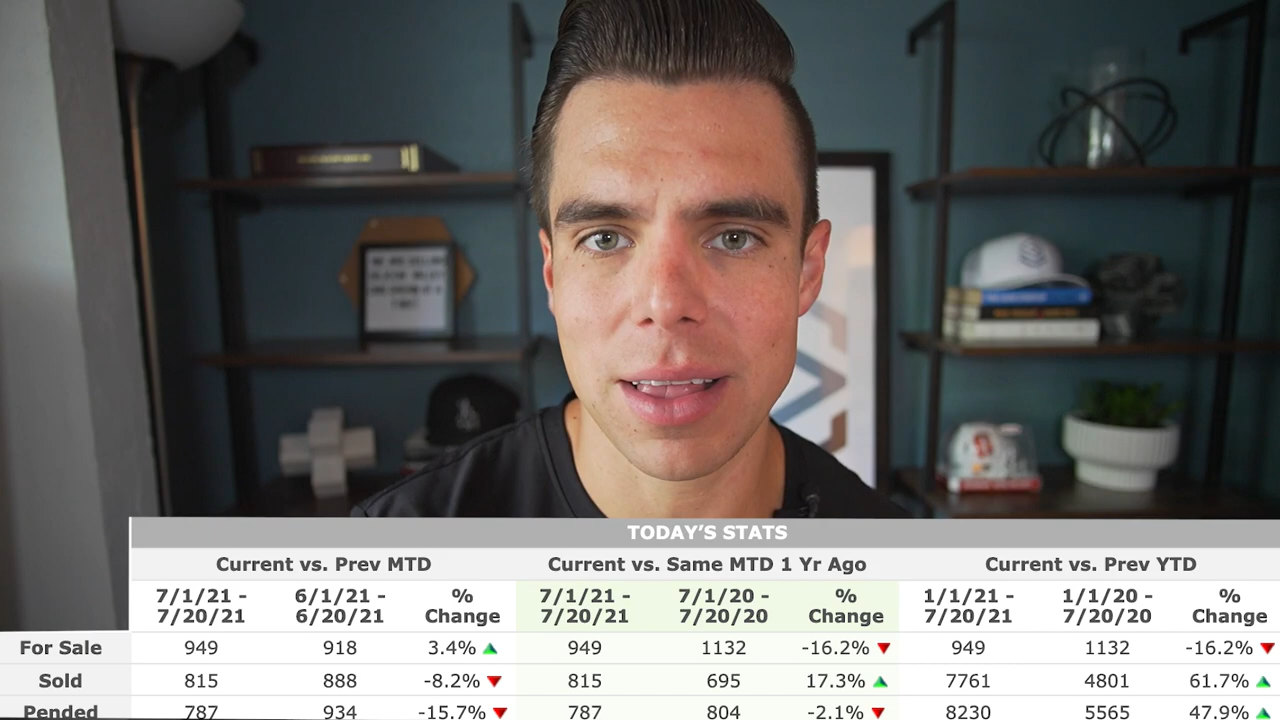 TODAY'S STATS
Current vs. Prev MTD Current vs. Same MTD 1 Yr Ago Current vs. Prev YTD
7/1/21 - 6/1/21 - % 7/1/21 - 7/1/20 - % 1/1/21 - 1/1/20 - %
7/20/21 6/20/21 Change 7/20/21 7/20/20 Change 7/20/21 7/20/20 Change
For Sale 949 918 3.4% 949 1132 -16.2% 949 1132 -16.2%
Sold 815 888 -8.2% 815 695 17.3% 7761 4801 61.7%
Pended 787 934 -15.7% 787 804 -2.1% 8230 5565 47.9%